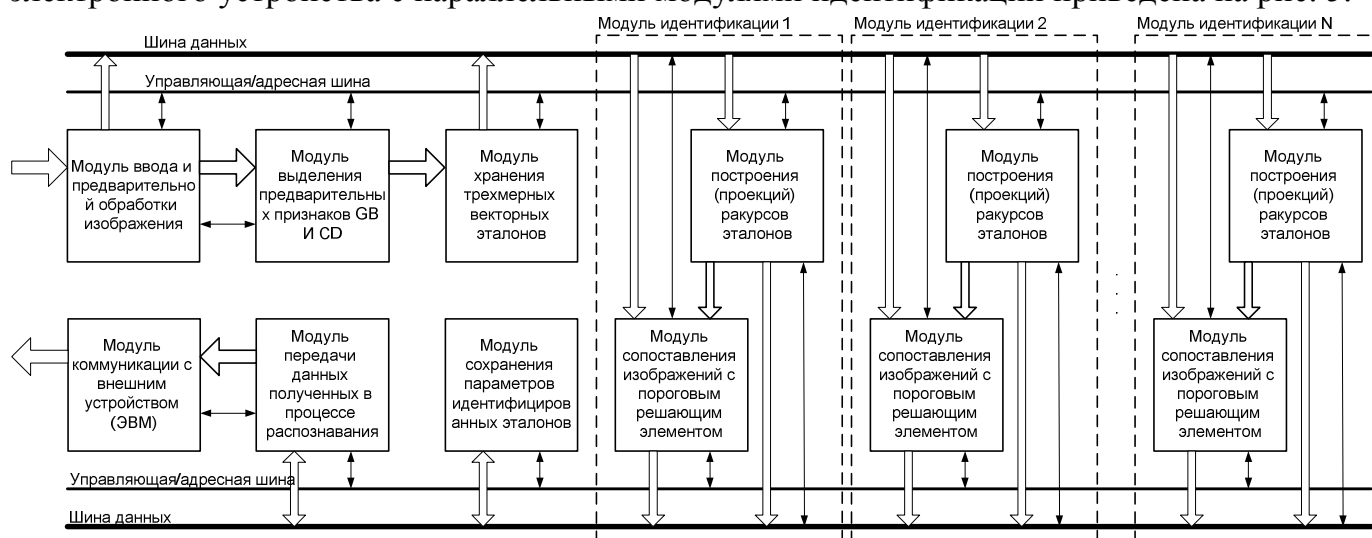 электронного устройства с параллельными модулями идентификации приведена на рис. 3.
Модуль идентификации 1
Модуль идентификации 2
Модуль идентификации N
Шина данных
Управляющая/адресная шина
Модуль ввода и
предварительно
й обработки
изображения
Модуль
выделения
предварительны
х признаков GB
И CD
Модуль
хранения
трехмерных
векторных
эталонов
Модуль
построения
(проекций)
ракурсов
эталонов
Модуль
построения
(проекций)
ракурсов
эталонов
Модуль
построения
(проекций)
ракурсов
эталонов
. . .
Модуль
коммуникации с
внешним
устройством
(ЭВМ)
Модуль
передачи
данных
полученных в
процессе
распознавания
Модуль
сохранения
параметров
идентифициров
анных эталонов
Модуль
сопоставления
изображений с
пороговым
решающим
элементом
Модуль
сопоставления
изображений с
пороговым
решающим
элементом
Модуль
сопоставления
изображений с
пороговым
решающим
элементом
Управляющая/адресная шина
Шина данных